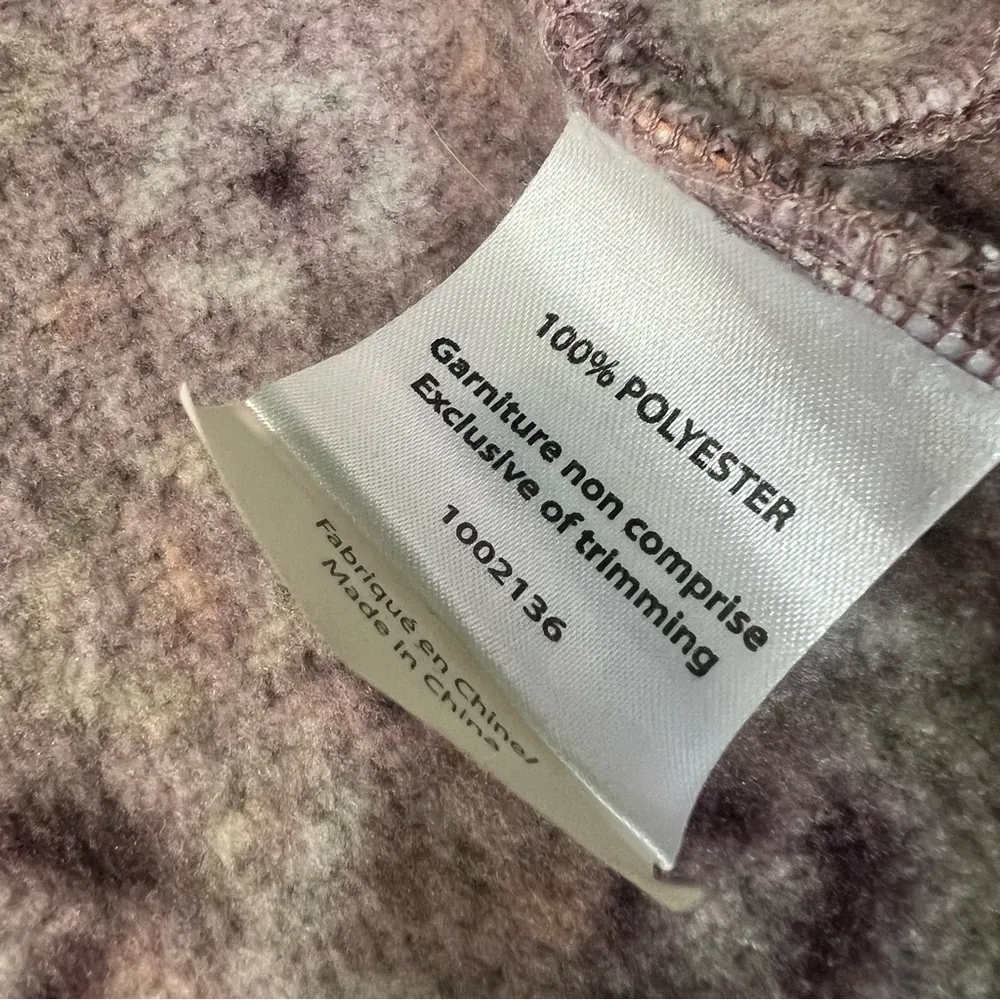 100% POLYESTER
Garniture non comprise
Exclusive of trimming
1002136
Fabriqué en Chine/
Made In China